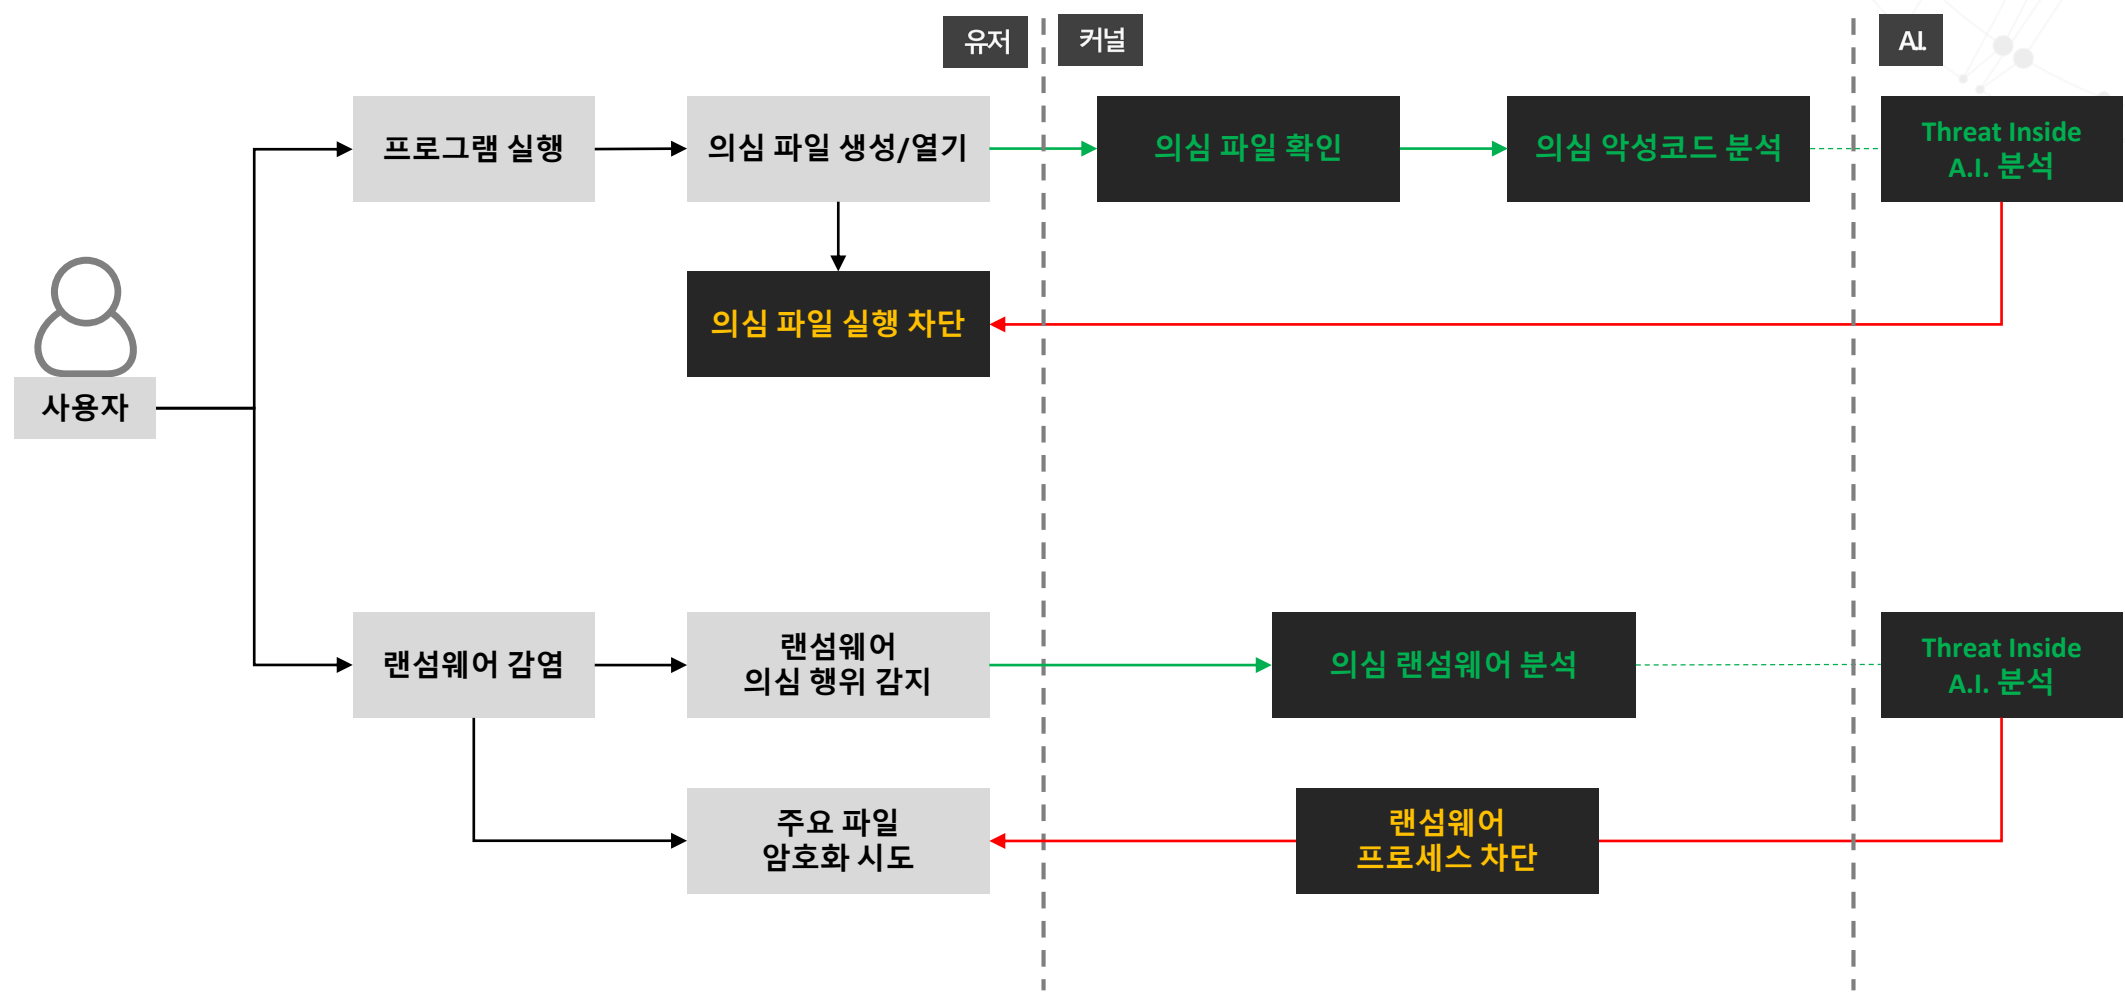 유저
커널
A.I.
프로그램 실행
의심 파일 생성/열기
의심 파일 확인
의심 악성코드 분석
Threat Inside
A.I. 분석
의심 파일 실행 차단
사용자
랜섬웨어 감염
랜섬웨어
의심 행위 감지
의심 랜섬웨어 분석
Threat Inside
A.I. 분석
주요 파일
암호화 시도
랜섬웨어
프로세스 차단